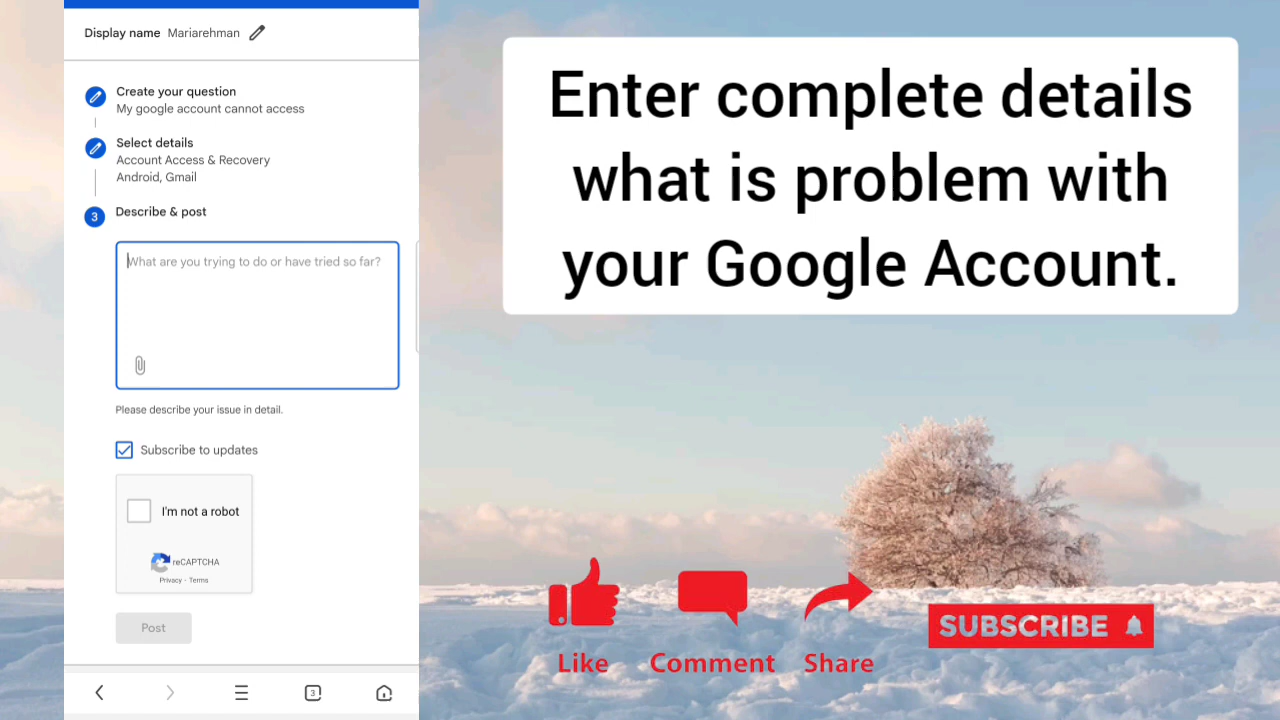 Display name Mariarehman
Create your question
My google account cannot access
Select details
Account Access & Recovery
Android, Gmail
3 Describe & post
What are you trying to do or have tried so far?
Please describe your issue in detail.
Subscribe to updates
I'm not a robot
reCAPTCHA
Privacy - Terms
Post
3
Enter complete details
what is problem with
your Google Account.
Like Comment Share SUBSCRIBE